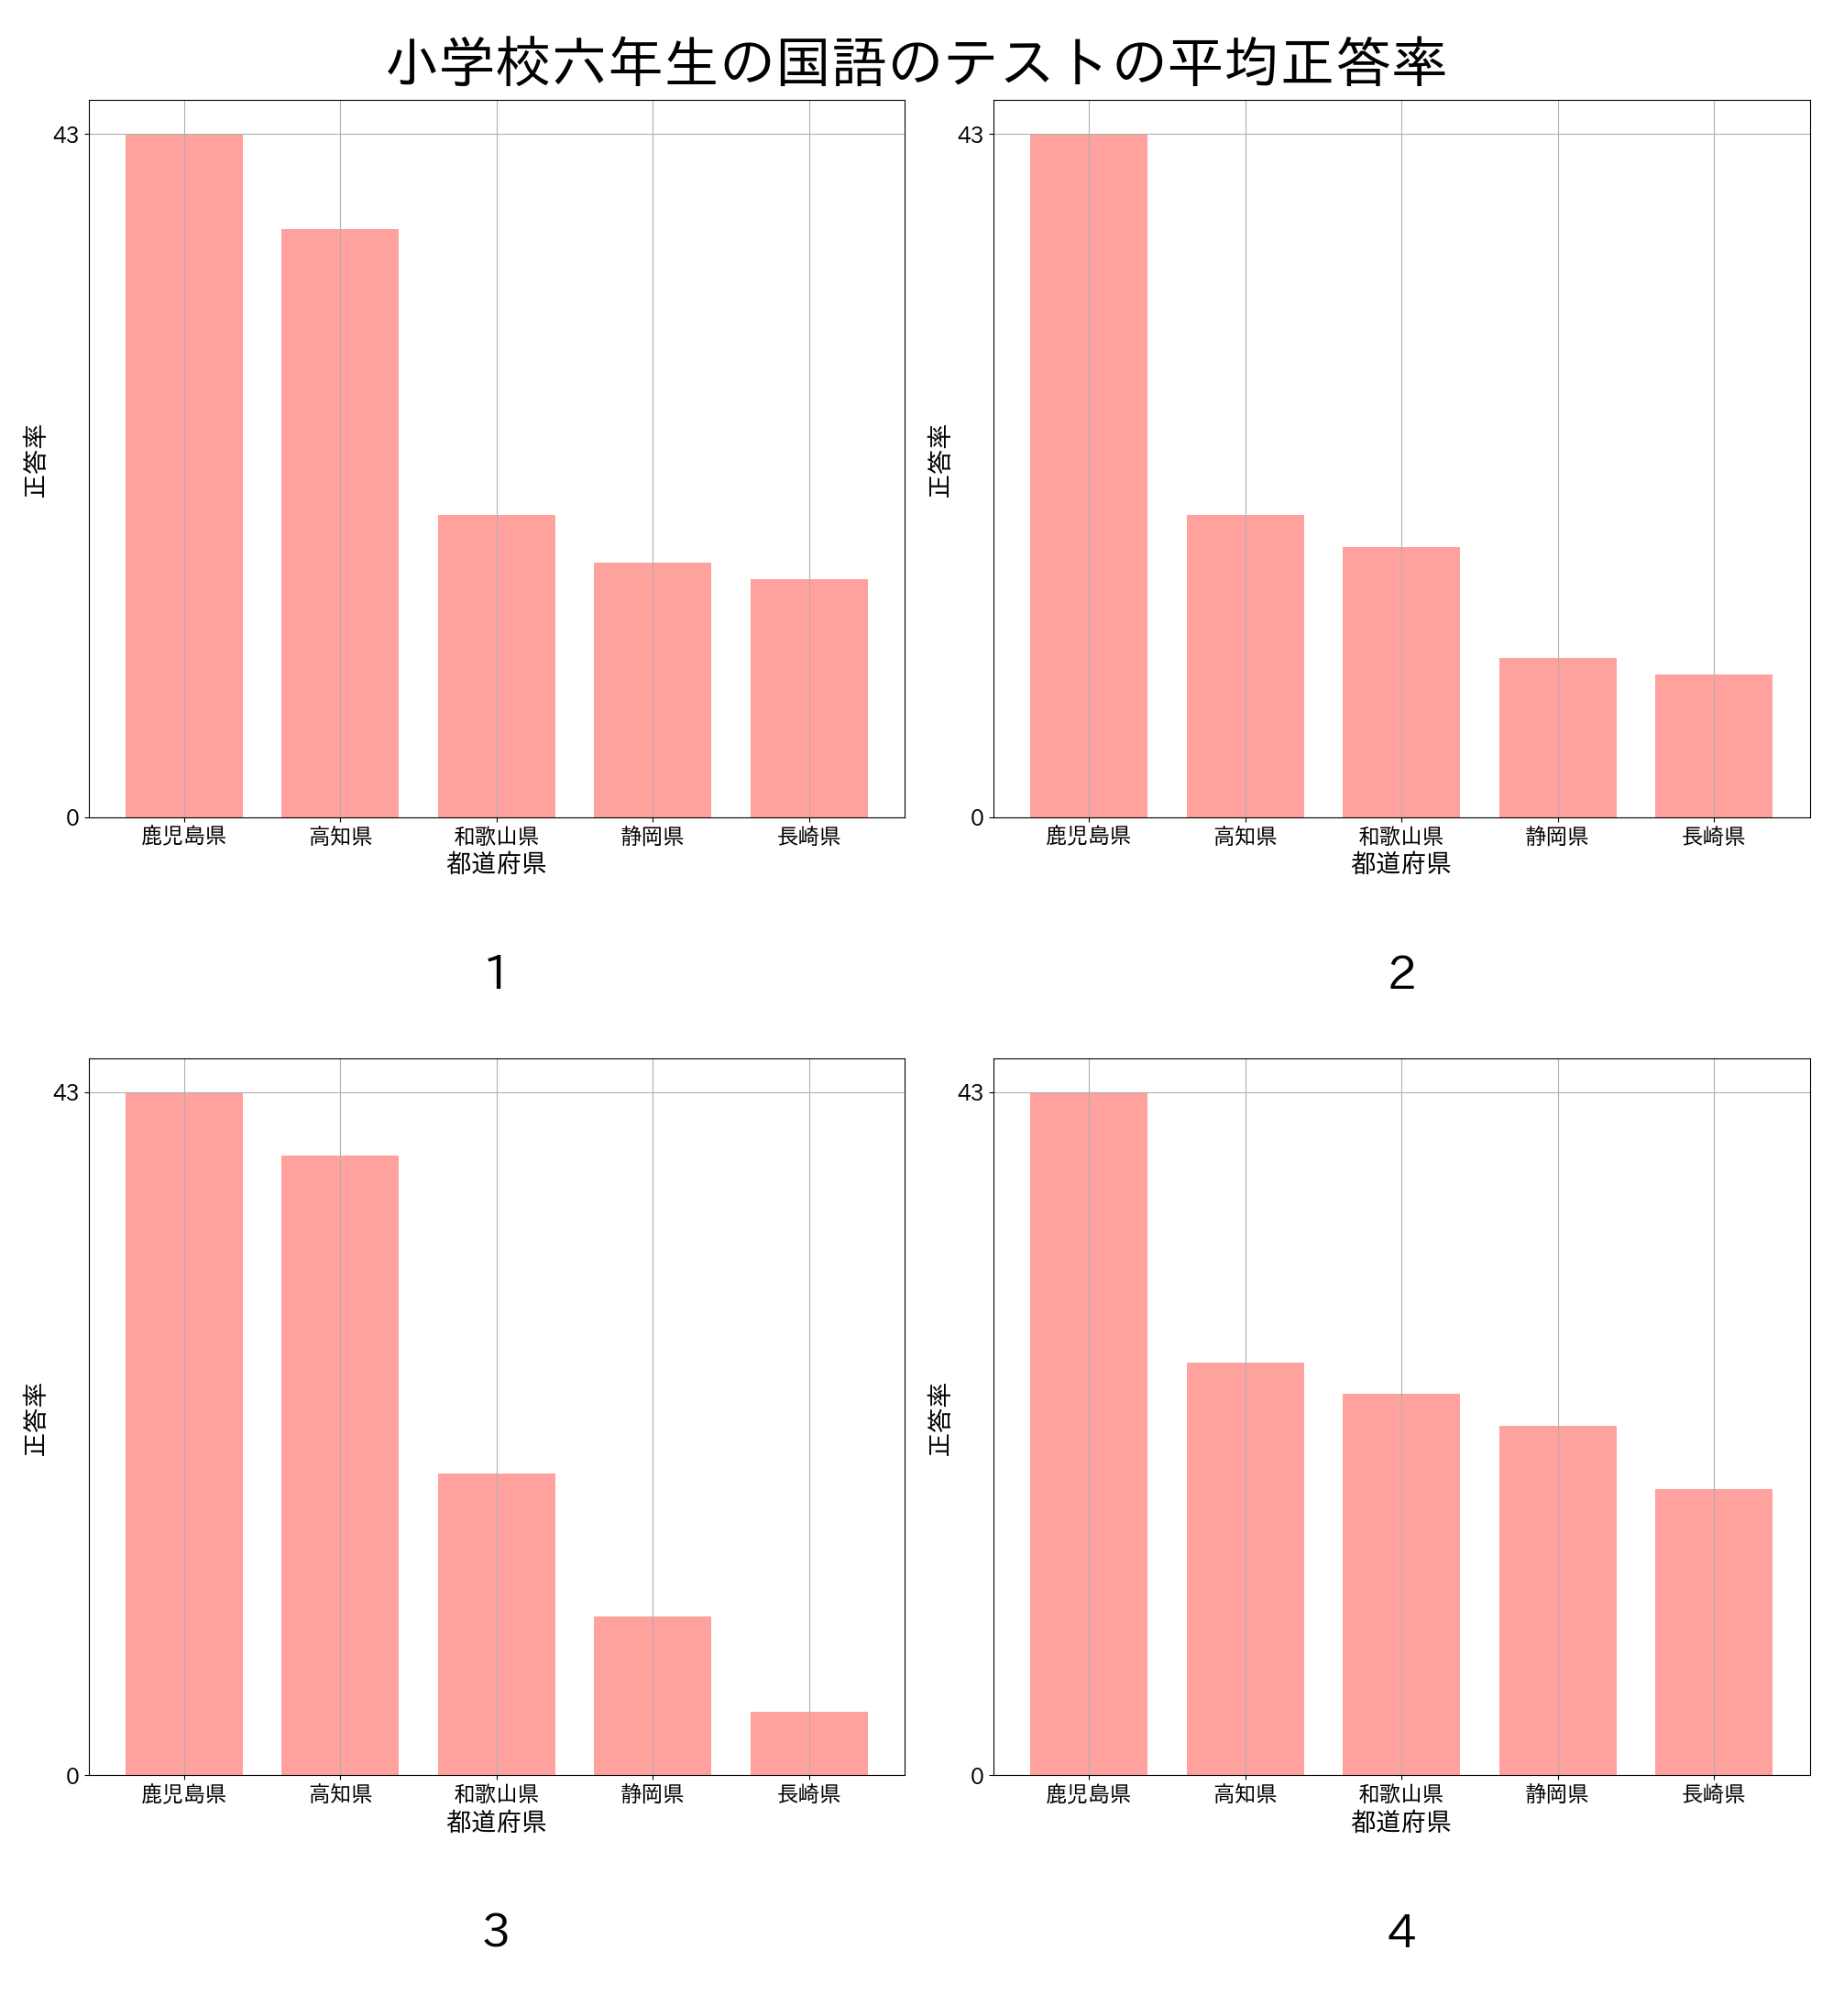 小学校六年生の国語のテストの平均正答率
正答率
43
0
鹿児島県 高知県 和歌山県 静岡県 長崎県
都道府県
1
正答率
43
0
鹿児島県 高知県 和歌山県 静岡県 長崎県
都道府県
2
正答率
43
0
鹿児島県 高知県 和歌山県 静岡県 長崎県
都道府県
3
正答率
43
0
鹿児島県 高知県 和歌山県 静岡県 長崎県
都道府県
4